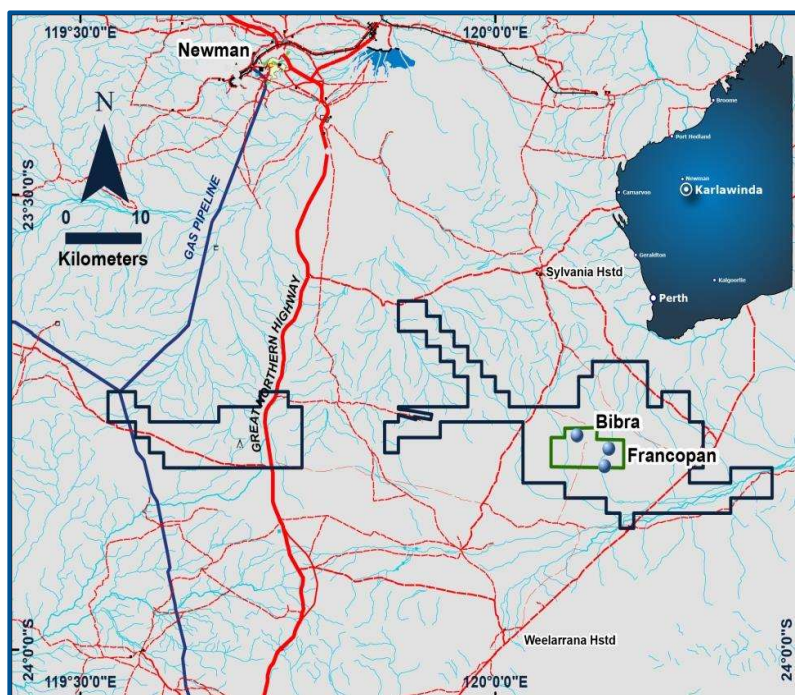 119°30'0"E
120°0'0"E
Newman
N
0 10
Kilometers
23°30'0"S
GAS PIPELINE
GREAT NORTHERN HIGHWAY
Sylvania Hstd
Bibra
Francopan
Weelarrana Hstd
24°0'0"S
24°0'0"S
119°30'0"E
120°0'0"E
Broome
Port Hedland
Newman
Karlawinda
Carnarvon
Geraldton
Kalgoorlie
Perth